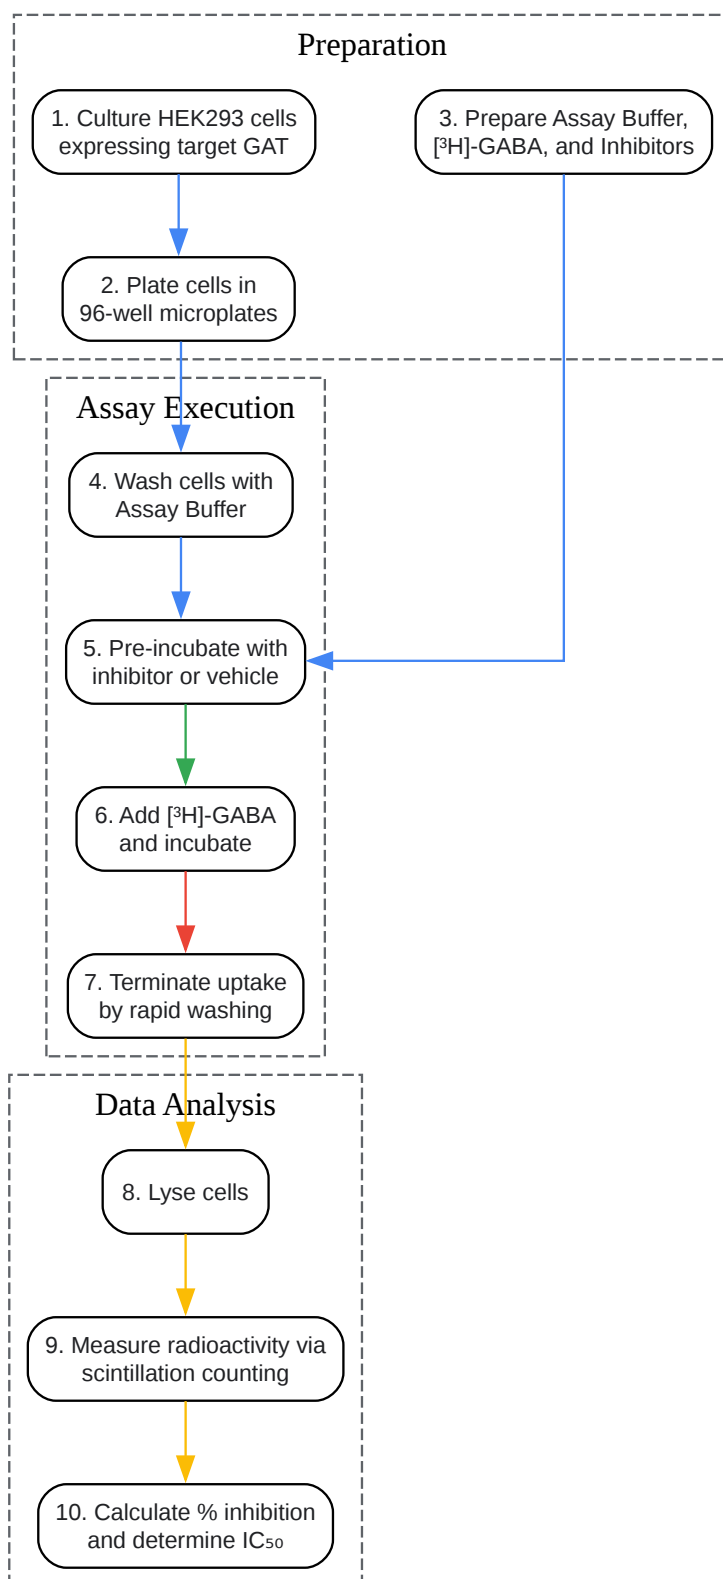 Preparation
1. Culture HEK293 cells
expressing target GAT
3. Prepare Assay Buffer,
[³H]-GABA, and Inhibitors
2. Plate cells in
96-well microplates
Assay Execution
4. Wash cells with
Assay Buffer
5. Pre-incubate with
inhibitor or vehicle
6. Add [³H]-GABA
and incubate
7. Terminate uptake
by rapid washing
Data Analysis
8. Lyse cells
9. Measure radioactivity via
scintillation counting
10. Calculate % inhibition
and determine IC₅₀